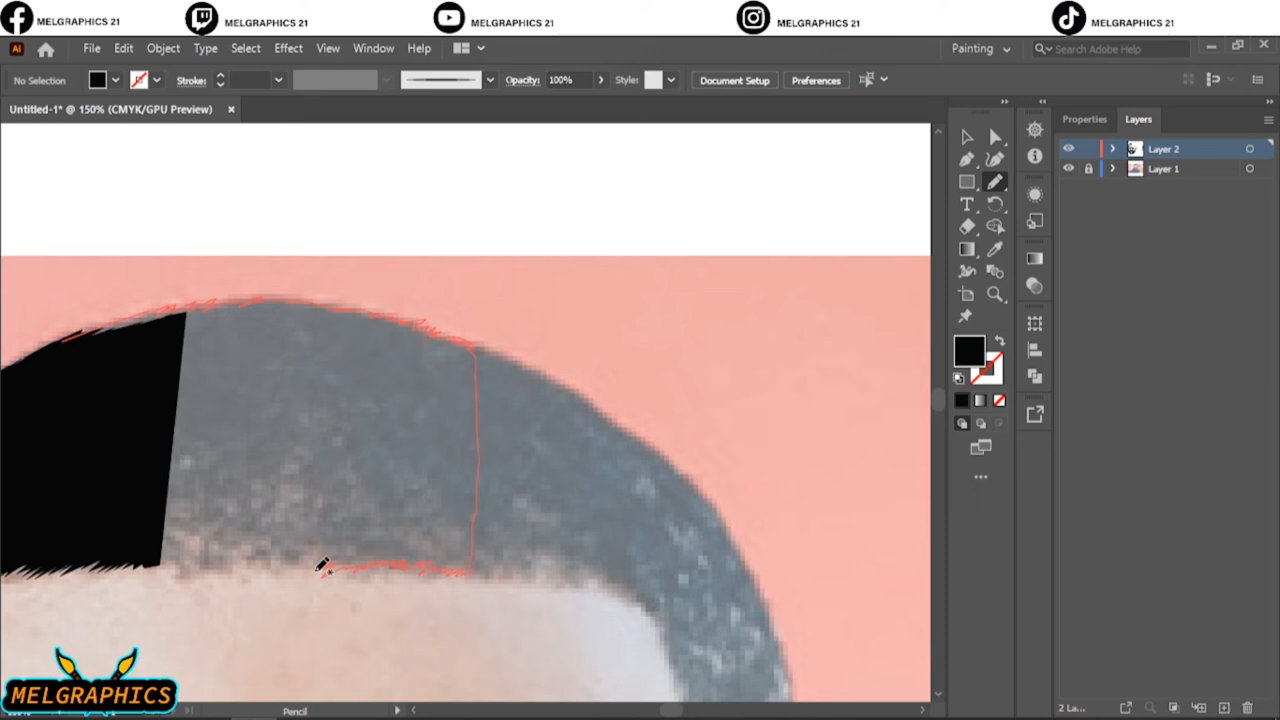 MELGRAPHICS 21
MELGRAPHICS 21
MELGRAPHICS 21
MELGRAPHICS 21
MELGRAPHICS 21
Ai File Edit Object Type Select Effect View Window Help Painting Search Adobe Help
No Selection Stroke: Opacity: 100% Style: Document Setup Preferences
Untitled-1* @ 150% (CMYK/GPU Preview) ×
Properties Layers
Layer 2
Layer 1
MELGRAPHICS
Pencil
2 La...